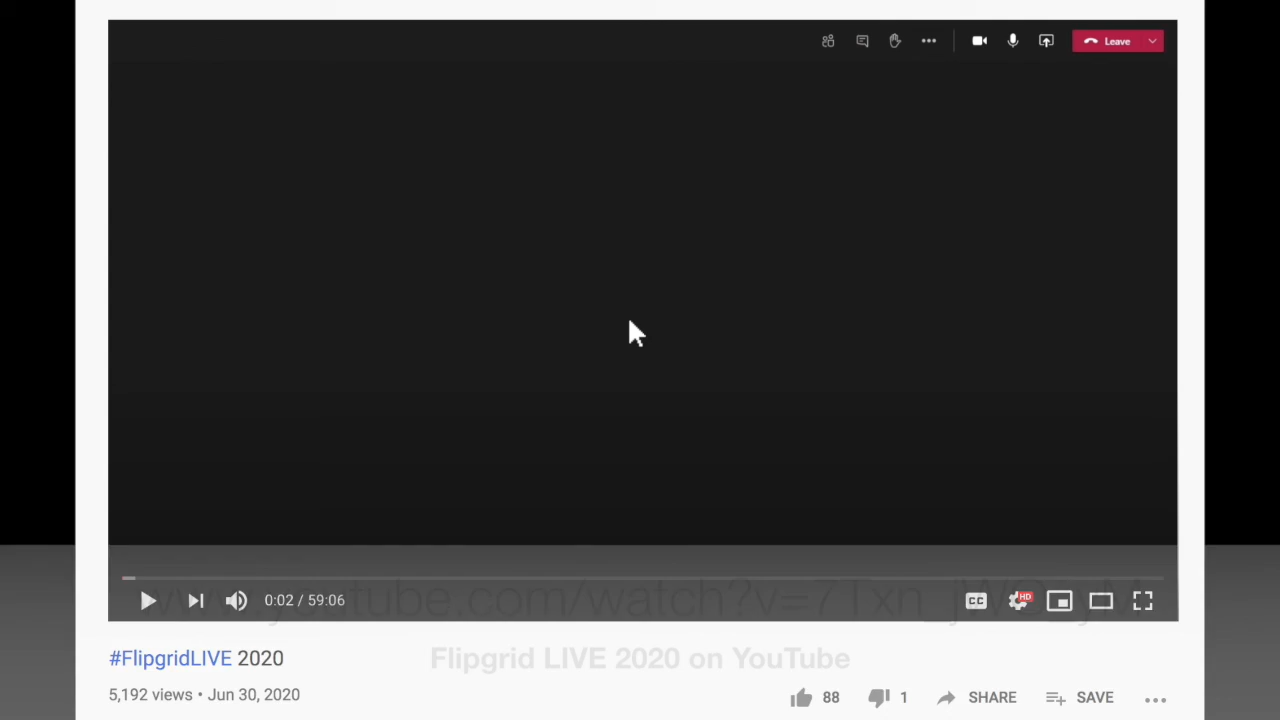 Leave
0:02 / 59:06
CC
HD
#FlipgridLIVE 2020
Flipgrid LIVE 2020 on YouTube
5,192 views • Jun 30, 2020
88
1
SHARE
SAVE